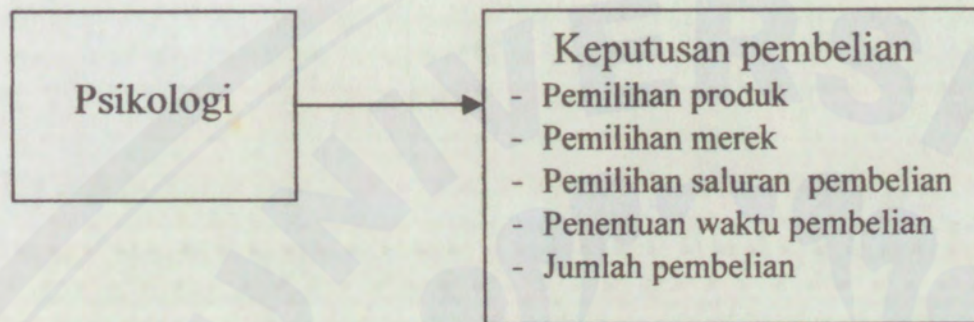 Psikologi
Keputusan pembelian
- Pemilihan produk
- Pemilihan merek
- Pemilihan saluran pembelian
- Penentuan waktu pembelian
- Jumlah pembelian